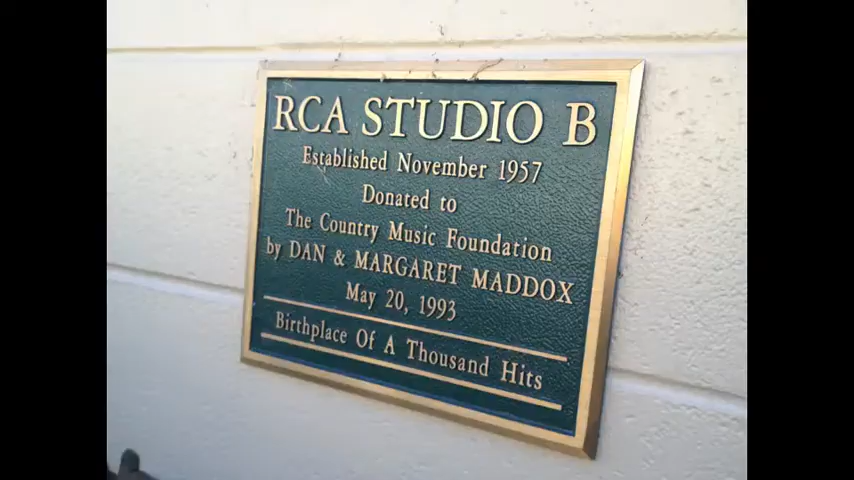 RCA STUDIO B
Established November 1957
Donated to
The Country Music Foundation
by DAN & MARGARET MADDOX
May 20, 1993
Birthplace Of A Thousand Hits